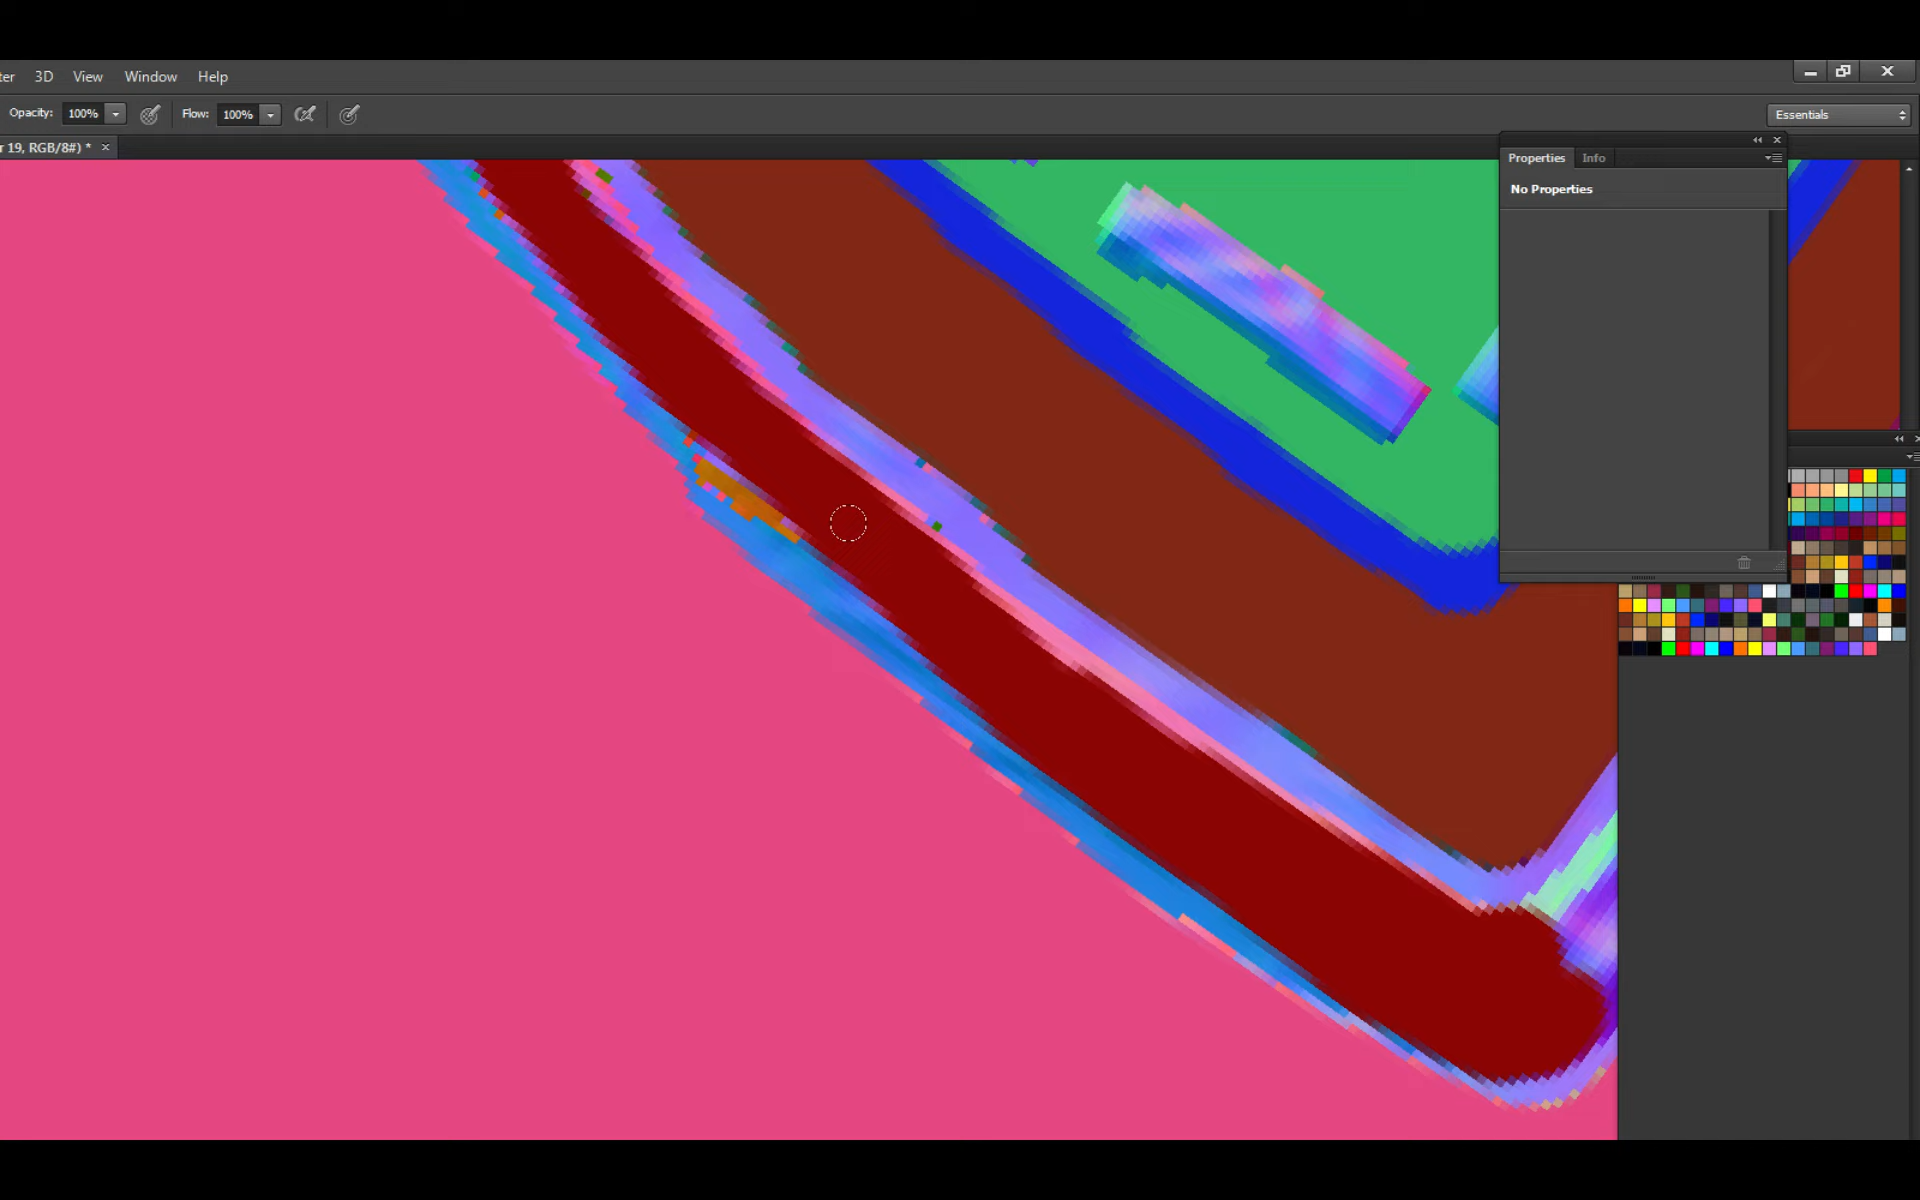 ter 3D View Window Help
Opacity: 100% Flow: 100% Essentials
r 19, RGB/8#) * ×
Properties Info
No Properties